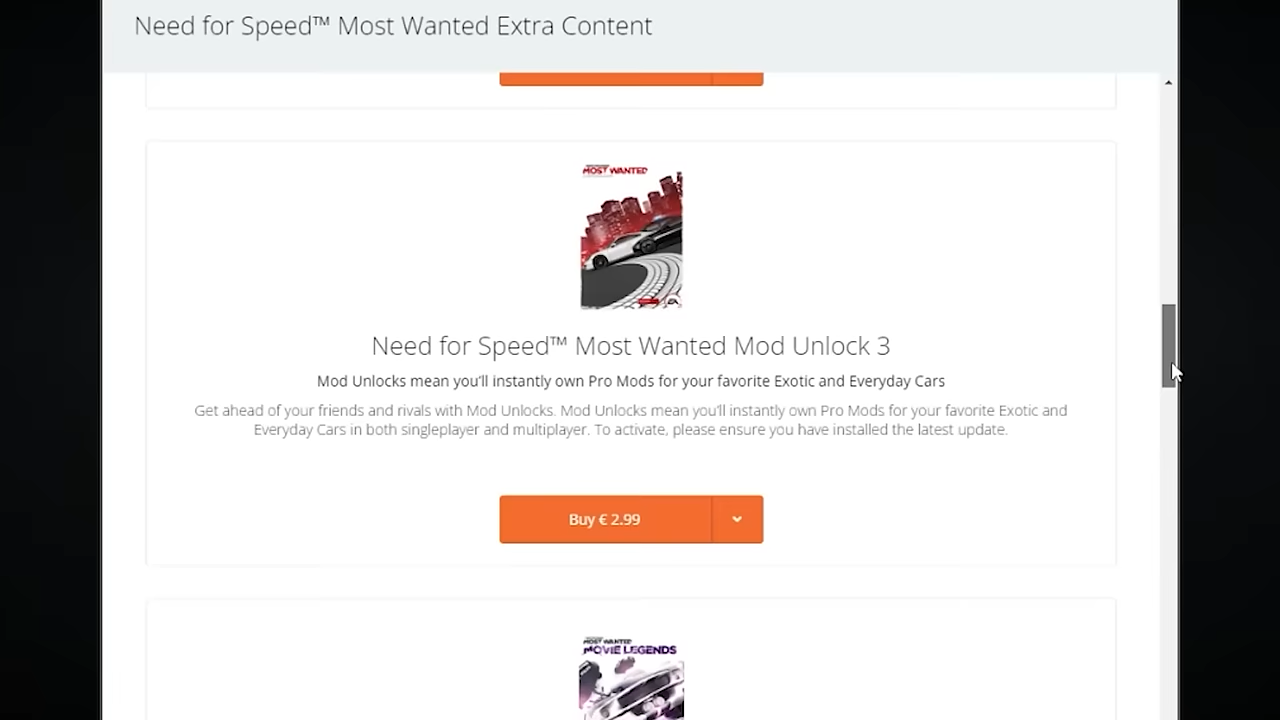 Need for Speed™ Most Wanted Extra Content
MOST WANTED
Need for Speed™ Most Wanted Mod Unlock 3
Mod Unlocks mean you'll instantly own Pro Mods for your favorite Exotic and Everyday Cars
Get ahead of your friends and rivals with Mod Unlocks. Mod Unlocks mean you'll instantly own Pro Mods for your favorite Exotic and
Everyday Cars in both singleplayer and multiplayer. To activate, please ensure you have installed the latest update.
Buy € 2.99
MOST WANTED
MOVIE LEGENDS